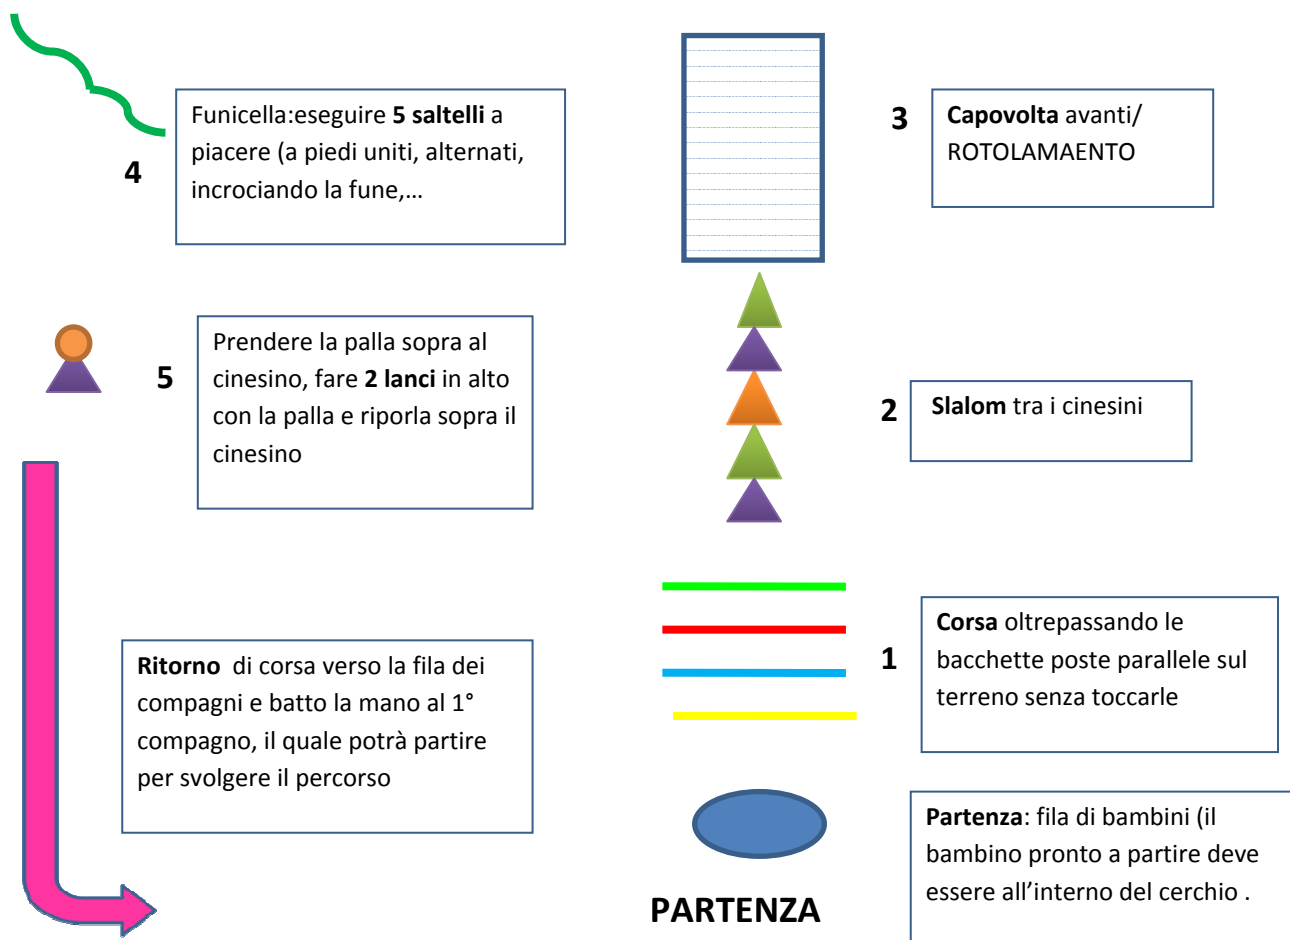 Funicella:eseguire 5 saltelli a
piacere (a piedi uniti, alternati,
incrociando la fune,...
4
3
Capovolta avanti/
ROTOLAMAENTO
Prendere la palla sopra al
cinesino, fare 2 lanci in alto
con la palla e riporla sopra il
cinesino
5
2
Slalom tra i cinesini
Ritorno di corsa verso la fila dei
compagni e batto la mano al 1°
compagno, il quale potrà partire
per svolgere il percorso
1
Corsa oltrepassando le
bacchette poste parallele sul
terreno senza toccarle
Partenza: fila di bambini (il
bambino pronto a partire deve
essere all’interno del cerchio .
PARTENZA